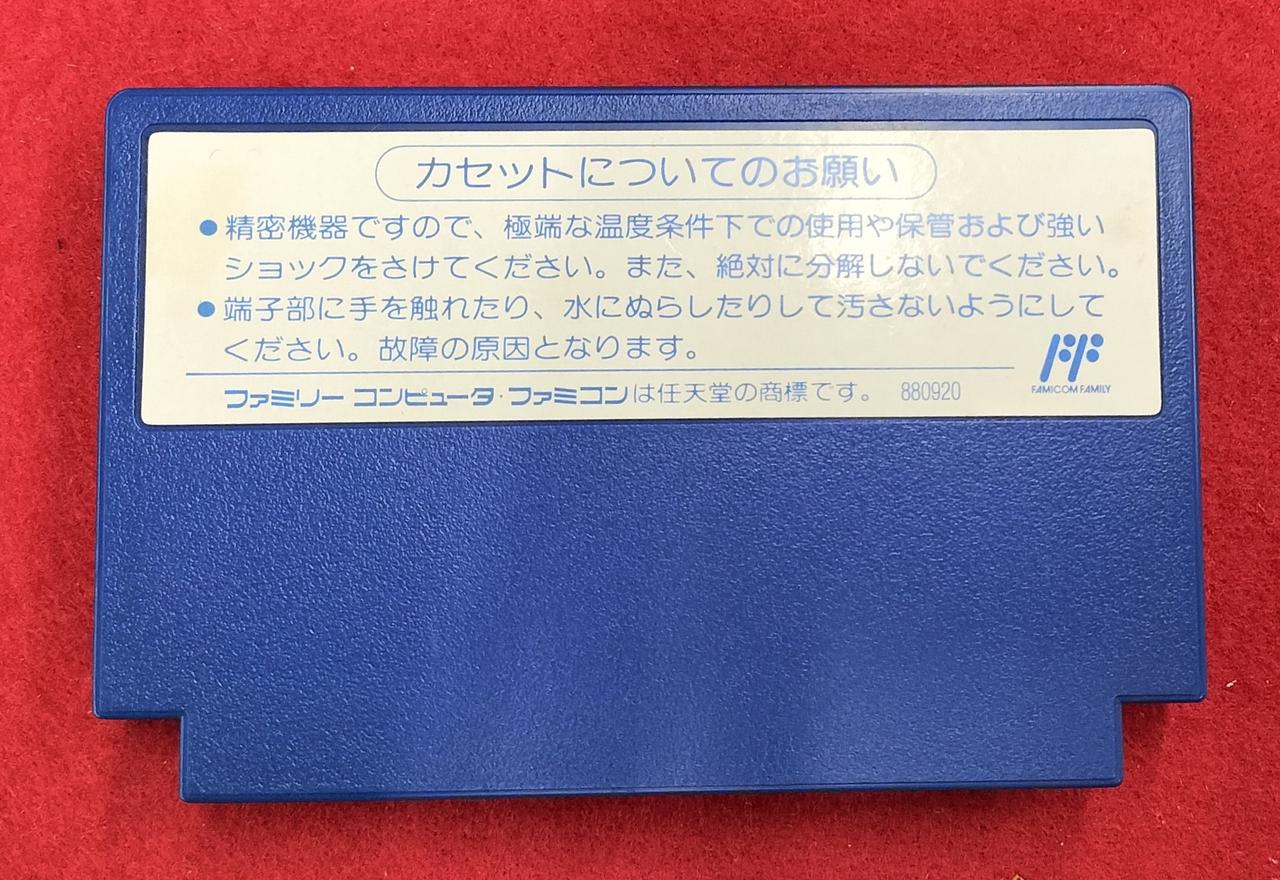 カセットについてのお願い
●精密機器ですので、極端な温度条件下での使用や保管および強い
ショックをさけてください。また、絶対に分解しないでください。
●端子部に手を触れたり、水にぬらしたりして汚さないようにして
ください。故障の原因となります。
ファミリー コンピュータ・ファミコンは任天堂の商標です。 880920
FAMICOM FAMILY